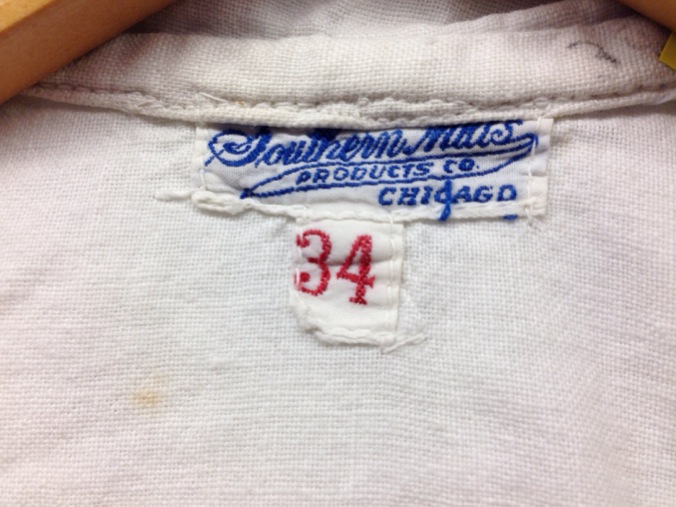 Southern Mills
PRODUCTS CO.
CHICAGO
34